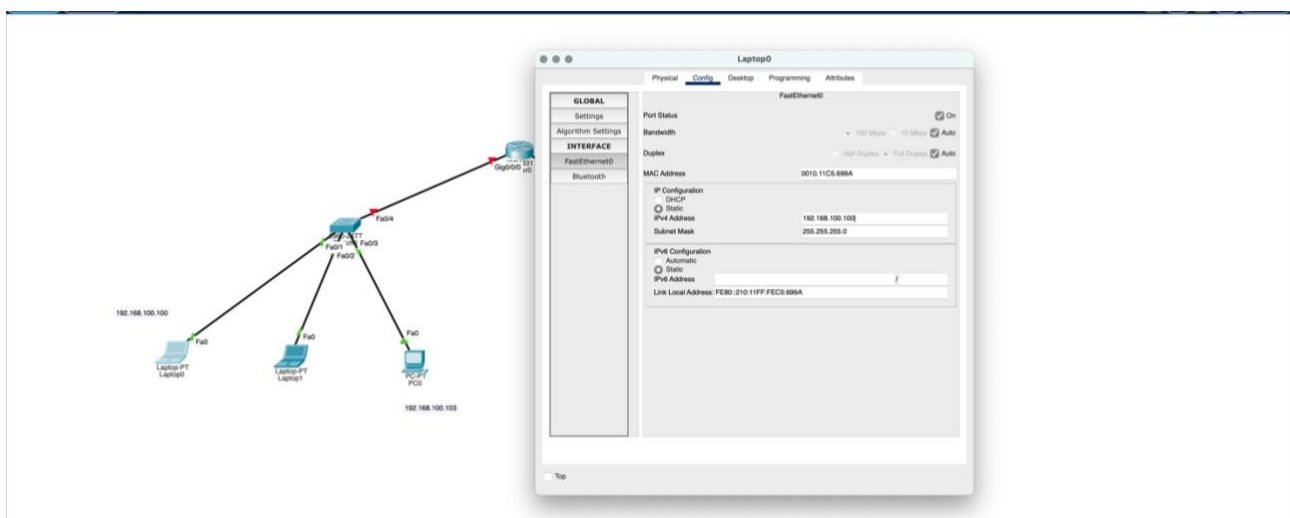 Laptop0
Physical Config Desktop Programming Attributes
GLOBAL
Settings
Algorithm Settings
INTERFACE
FastEthernet0
Bluetooth
FastEthernet0
Port Status
On
Bandwidth
100 Mbps 10 Mbps Auto
Duplex
Half Duplex Full Duplex Auto
MAC Address
0010.11C5.699A
IP Configuration
DHCP
Static
IPv4 Address
192.168.100.100
Subnet Mask
255.255.255.0
IPv6 Configuration
Automatic
Static
IPv6 Address
/
Link Local Address: FE80::210:11FF:FEC5:699A
Top
Gig0/0/0
Fa0/4
Fa0/1
Fa0/3
Fa0/2
192.168.100.100
Fa0
Laptop-PT
Laptop0
Fa0
Laptop-PT
Laptop1
Fa0
PC-PT
PC0
192.168.100.103